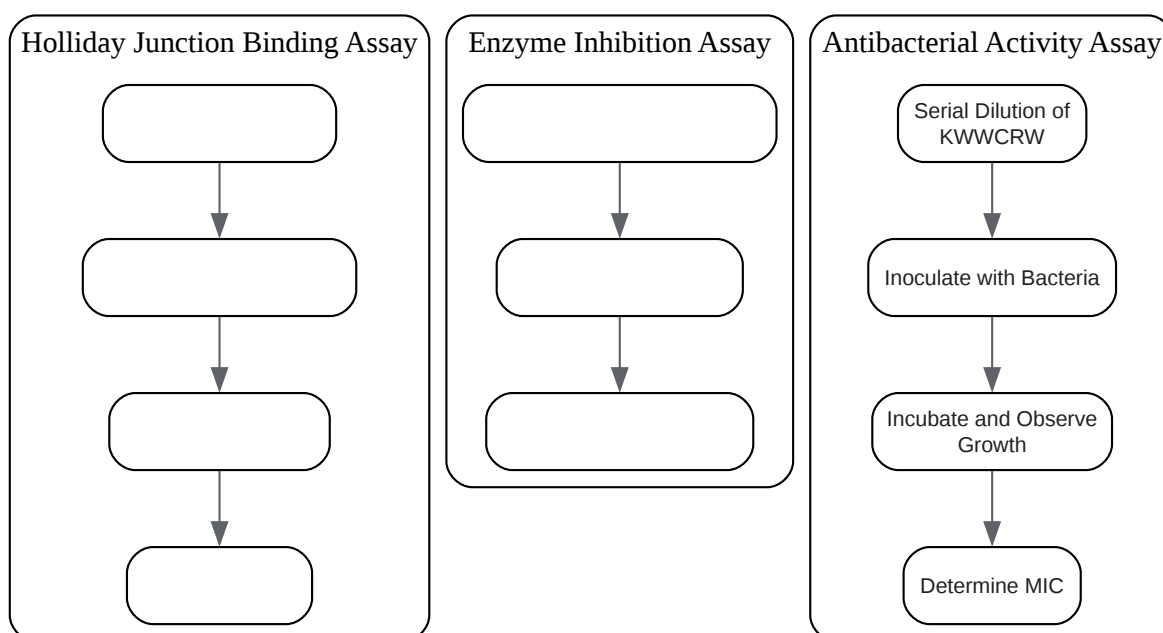 Holliday Junction Binding Assay
Enzyme Inhibition Assay
Antibacterial Activity Assay
Serial Dilution of
KWWCRW
Inoculate with Bacteria
Incubate and Observe
Growth
Determine MIC